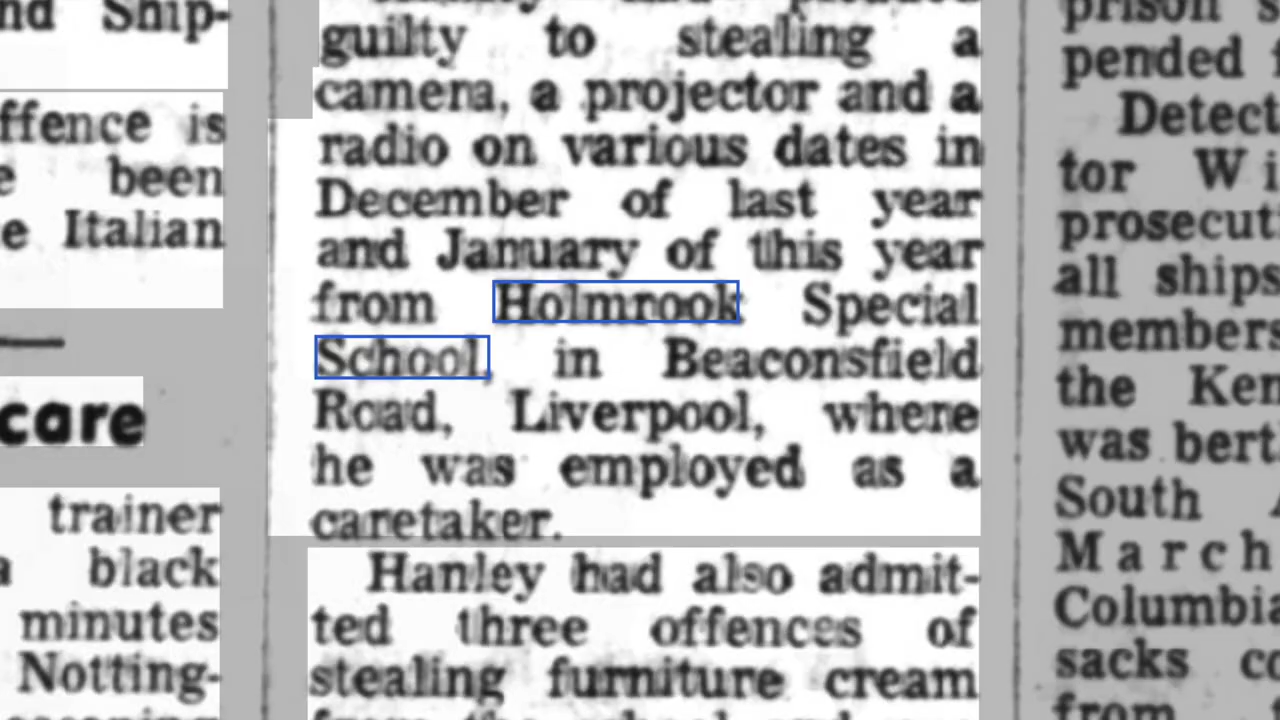 nd Ship-
ffence is
been
Italian
care
trainer
black
minutes
Notting-
guilty to stealing a
camera, a projector and a
radio on various dates in
December of last year
and January of this year
from Holmrook Special
School, in Beaconsfield
Road, Liverpool, where
he was employed as a
caretaker.
Hanley had also admit-
ted three offences of
stealing furniture cream
prison s
pended
Detect
tor Wi
prosecuti
all ships
members
the Ken
was bert
South A
March
Columbia
sacks co
from